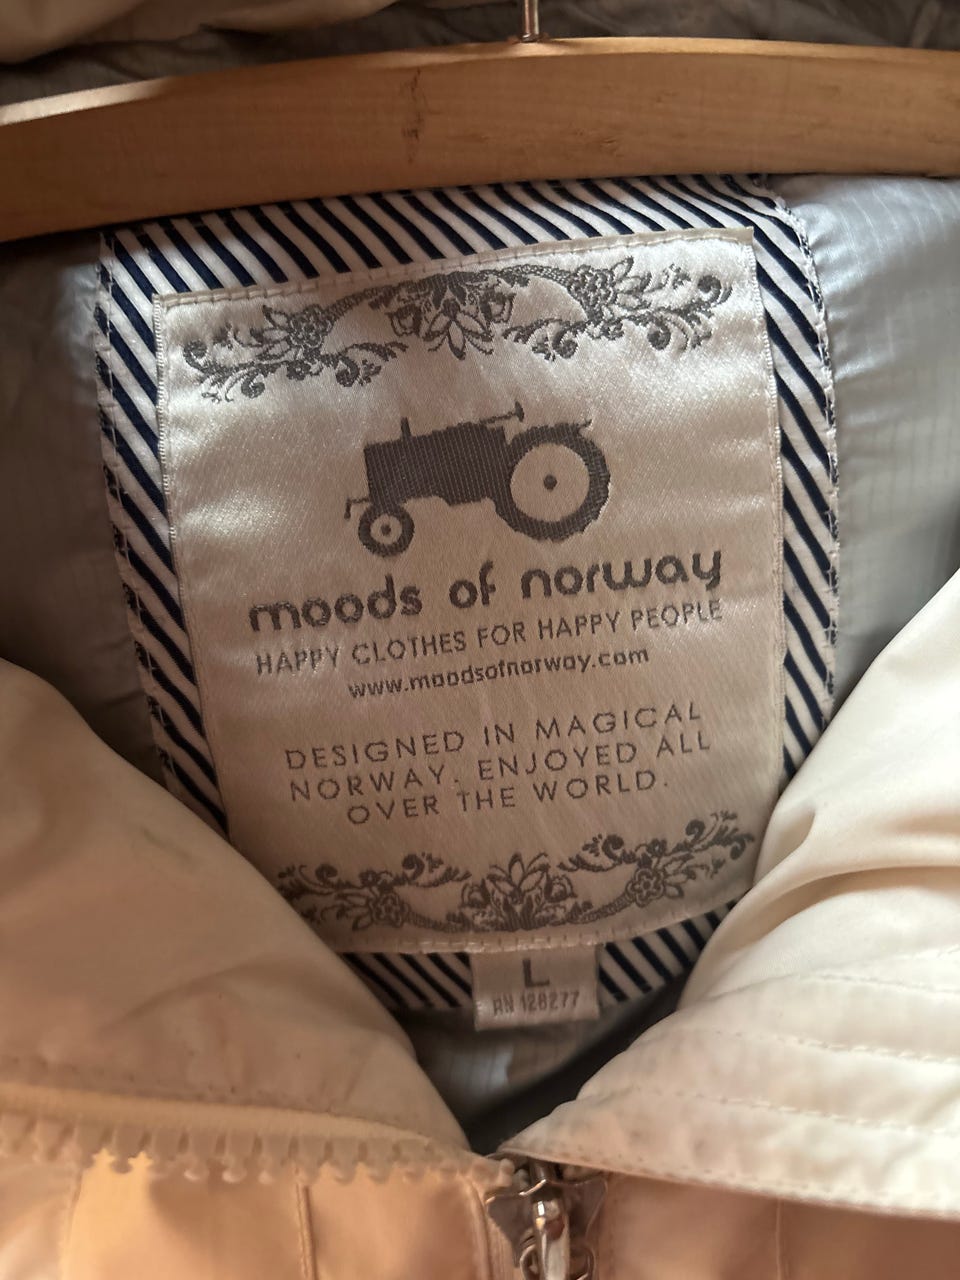 moods of norway
HAPPY CLOTHES FOR HAPPY PEOPLE
www.moodsofnorway.com
DESIGNED IN MAGICAL
NORWAY. ENJOYED ALL
OVER THE WORLD.
L
RN 128277